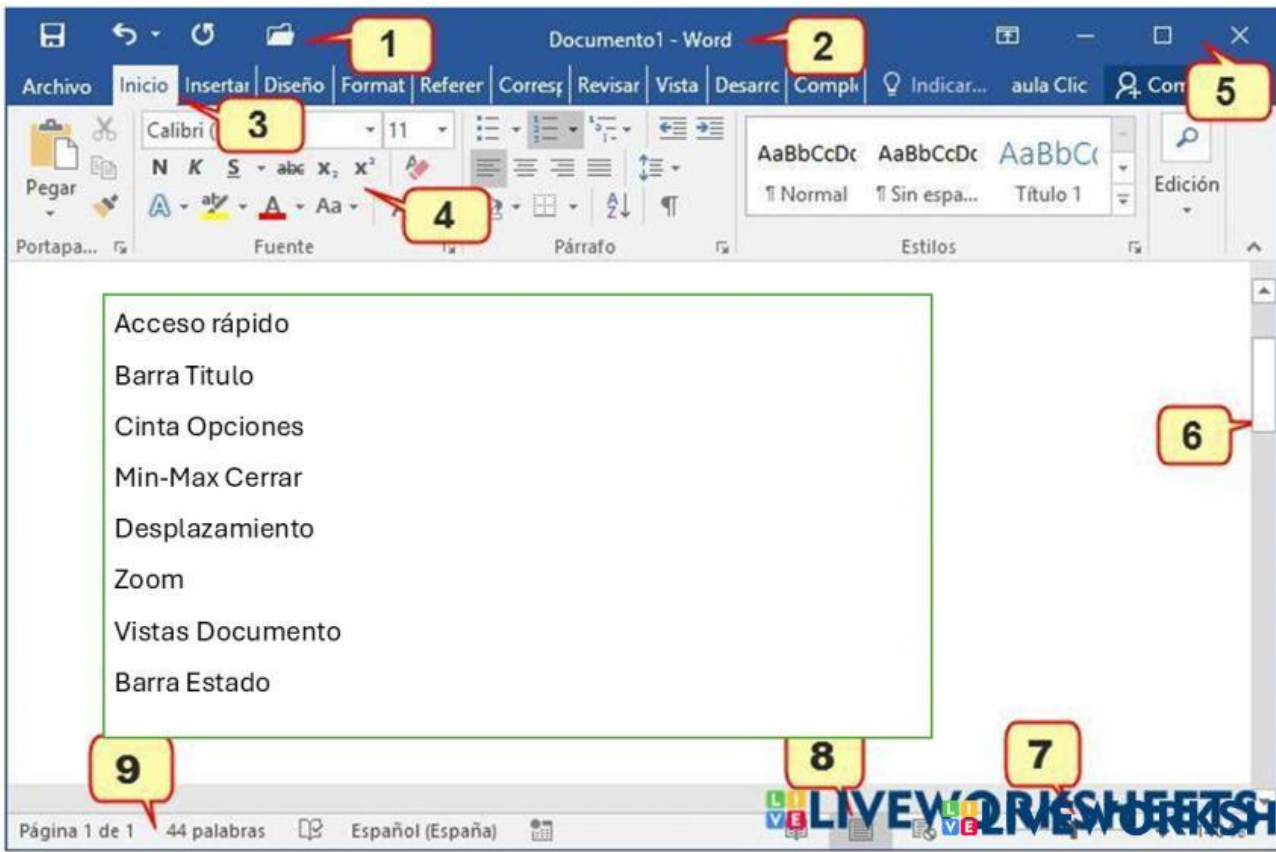 1
Documento1 - Word
2
Archivo Inicio Insertar Diseño Format Referer Corresp Revisar Vista Desarro Comple Indicar... aula Clic Com
5
Calibri ( 3 11
N K S abc X₂ X² 
Aa 4
Pegar
Portapa... Fuente Párrafo Estilos
AaBbCcDc AaBbCcDc AaBbC(
¶ Normal ¶ Sin espa... Título 1
Edición
Acceso rápido
Barra Titulo
Cinta Opciones
Min-Max Cerrar
Desplazamiento
Zoom
Vistas Documento
Barra Estado
6
9 8 7
Página 1 de 1 44 palabras Español (España)
LIVEWORKSHEETS
LIVEWORKSH